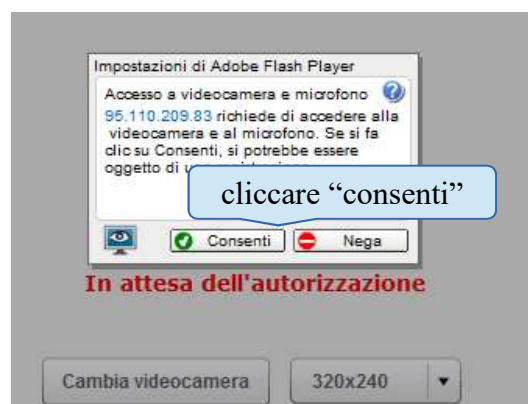 Impostazioni di Adobe Flash Player
Accesso a videocamera e microfono
95.110.209.83 richiede di accedere alla
videocamera e al microfono. Se si fa
clic su Consenti, si potrebbe essere
oggetto di
cliccare “consenti”
Consenti
Nega
In attesa dell'autorizzazione
Cambia videocamera
320x240